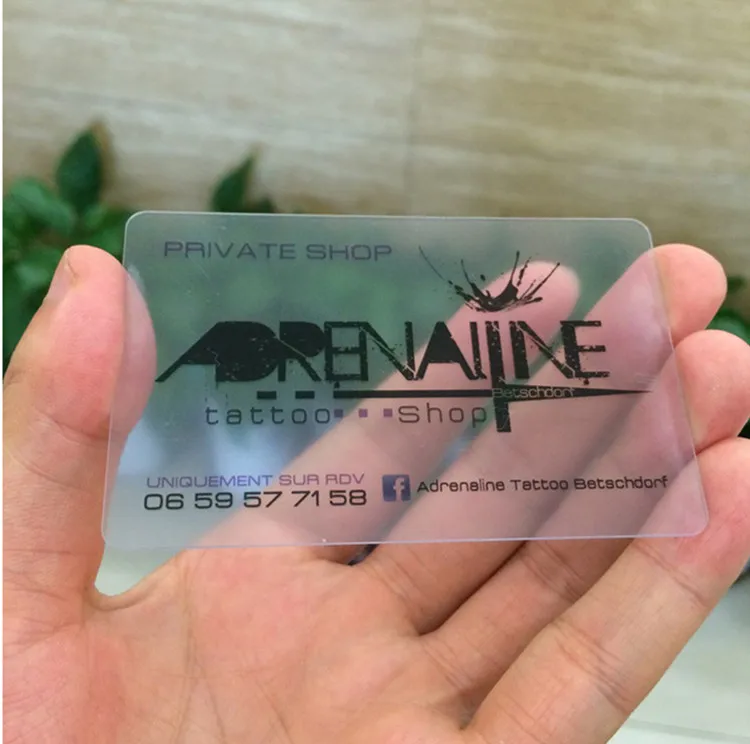 PRIVATE SHOP
ADRENALINE
Betschdorf
tattoo Shop
UNIQUEMENT SUR RDV
06 59 57 71 58
f Adrenaline Tattoo Betschdorf